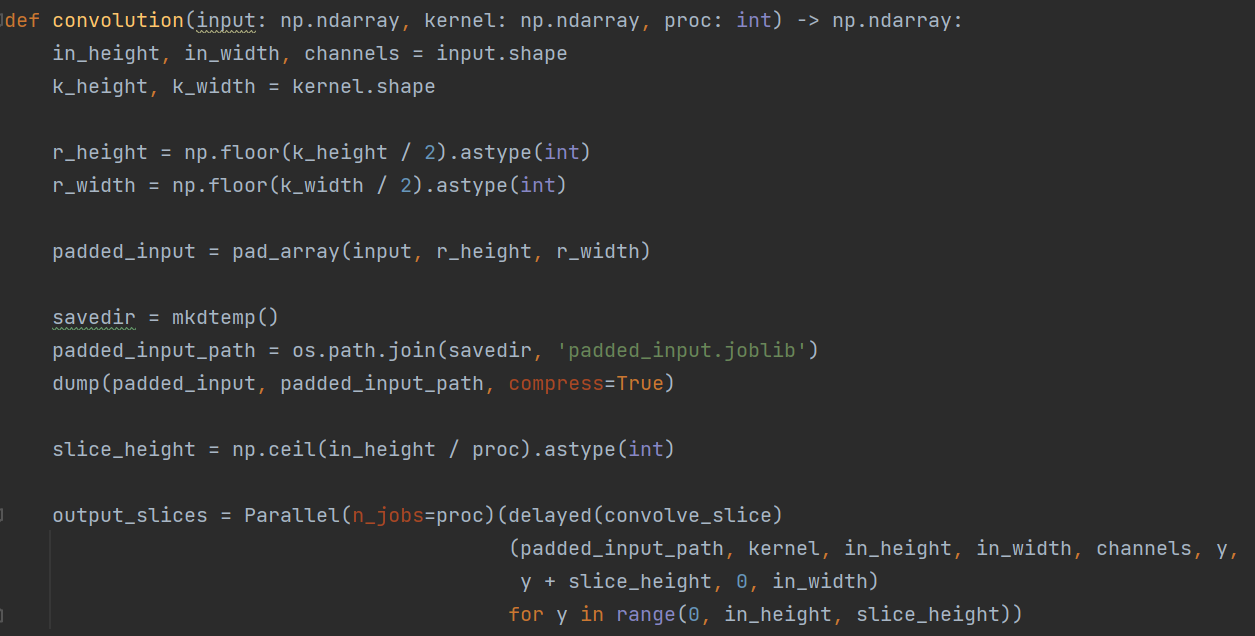 def convolution(input: np.ndarray, kernel: np.ndarray, proc: int) -> np.ndarray:
    in_height, in_width, channels = input.shape
    k_height, k_width = kernel.shape

    r_height = np.floor(k_height / 2).astype(int)
    r_width = np.floor(k_width / 2).astype(int)

    padded_input = pad_array(input, r_height, r_width)

    savedir = mkdtemp()
    padded_input_path = os.path.join(savedir, 'padded_input.joblib')
    dump(padded_input, padded_input_path, compress=True)

    slice_height = np.ceil(in_height / proc).astype(int)

    output_slices = Parallel(n_jobs=proc)(delayed(convolve_slice)
                                          (padded_input_path, kernel, in_height, in_width, channels, y,
                                           y + slice_height, 0, in_width)
                                          for y in range(0, in_height, slice_height))